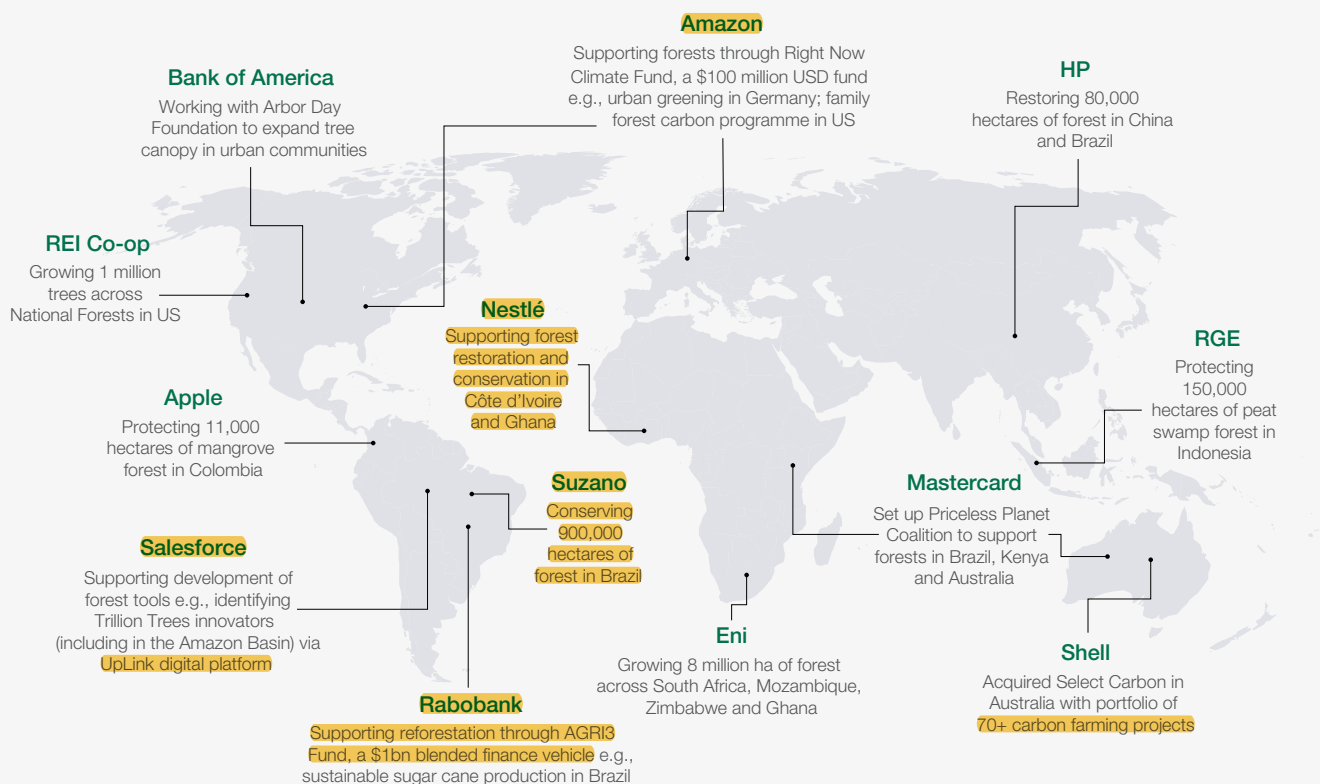 Amazon
Supporting forests through Right Now
Climate Fund, a $100 million USD fund
e.g., urban greening in Germany; family
forest carbon programme in US
Bank of America
Working with Arbor Day
Foundation to expand tree
canopy in urban communities
HP
Restoring 80,000
hectares of forest in China
and Brazil
REI Co-op
Growing 1 million
trees across
National Forests in US
Nestlé
Supporting forest
restoration and
conservation in
Côte d’Ivoire
and Ghana
RGE
Protecting
150,000
hectares of peat
swamp forest in
Indonesia
Apple
Protecting 11,000
hectares of mangrove
forest in Colombia
Suzano
Conserving
900,000
hectares of
forest in Brazil
Mastercard
Set up Priceless Planet
Coalition to support
forests in Brazil, Kenya
and Australia
Salesforce
Supporting development of
forest tools e.g., identifying
Trillion Trees innovators
(including in the Amazon Basin) via
UpLink digital platform
Eni
Growing 8 million ha of forest
across South Africa, Mozambique,
Zimbabwe and Ghana
Shell
Acquired Select Carbon in
Australia with portfolio of
70+ carbon farming projects
Rabobank
Supporting reforestation through AGRI3
Fund, a $1bn blended finance vehicle e.g.,
sustainable sugar cane production in Brazil